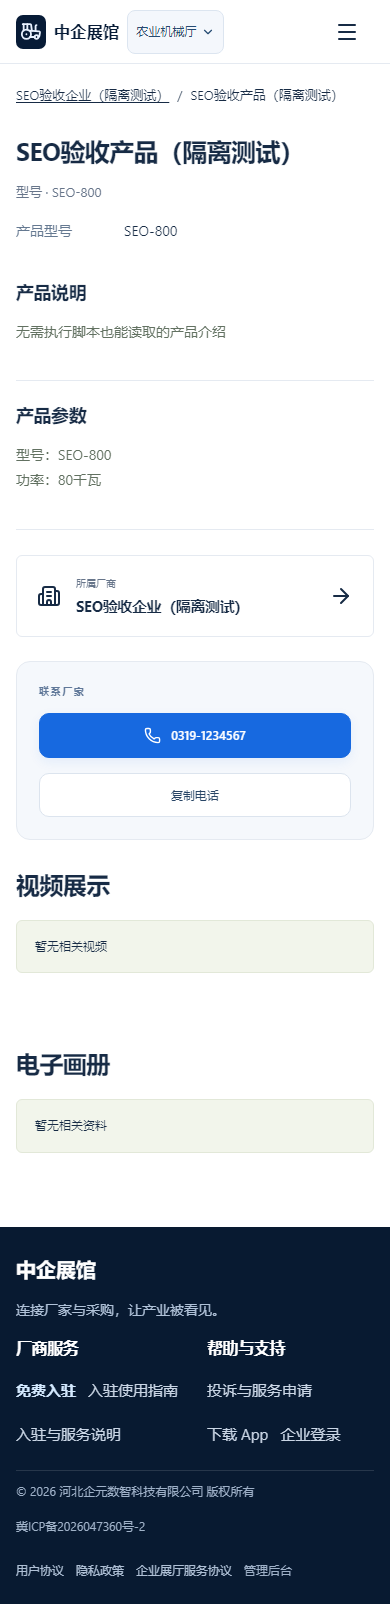 中企展馆 农业机械厅
SEO验收企业（隔离测试） / SEO验收产品（隔离测试）
SEO验收产品（隔离测试）
型号 · SEO-800
产品型号 SEO-800
产品说明
无需执行脚本也能读取的产品介绍
产品参数
型号：SEO-800
功率：80千瓦
所属厂商
SEO验收企业（隔离测试）
联系厂家
0319-1234567
复制电话
视频展示
暂无相关视频
电子画册
暂无相关资料
中企展馆
连接厂家与采购，让产业被看见。
厂商服务 帮助与支持
免费入驻 入驻使用指南 投诉与服务申请
入驻与服务说明 下载 App 企业登录
© 2026 河北企元数智科技有限公司 版权所有
冀ICP备2026047360号-2
用户协议 隐私政策 企业展厅服务协议 管理后台